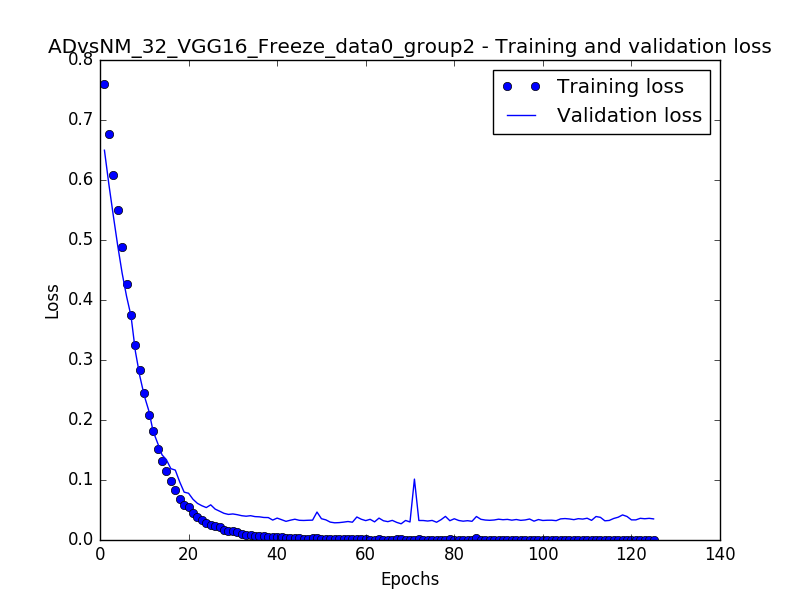 ADvsNM_32_VGG16_Freeze_data0_group2 - Training and validation loss
Training loss
Validation loss
0.8
0.7
0.6
0.5
0.4
0.3
0.2
0.1
0.0
Loss
0 20 40 60 80 100 120 140
Epochs